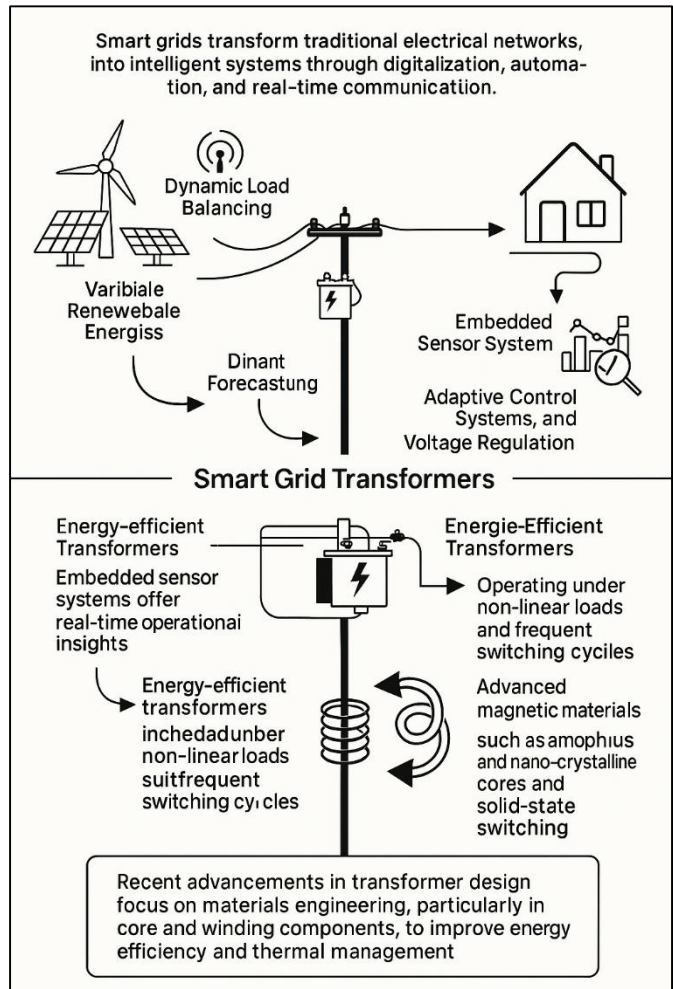 Smart grids transform traditional electrical networks,
into intelligent systems through digitalization, automa-
tion, and real-time communicatiion.
Dynamic Load
Balancing
Varibiale
Renewebale
Energiss
Dinant
Forecastung
Embedded
Sensor System
Adaptive Control
Systems, and
Voltage Regulation
Smart Grid Transformers
Energy-efficient
Transformers
Embedded sensor
systems offer
real-time operationai
insights
Energy-efficient
transformers
inchedadunber
non-linearloads
suitfrequent
switching cyıcles
Energie-Efficient
Transformers
Operating under
non-linear loads
and frequent
switching cyciles
Advanced
magnetic materials
such as amophıus
and nano-crystalline
cores and
solid-state
switching
Recent advancements in transformer design
focus on materials engineering, particularly in
core and winding components, to improve energy
efficiency and thermal management